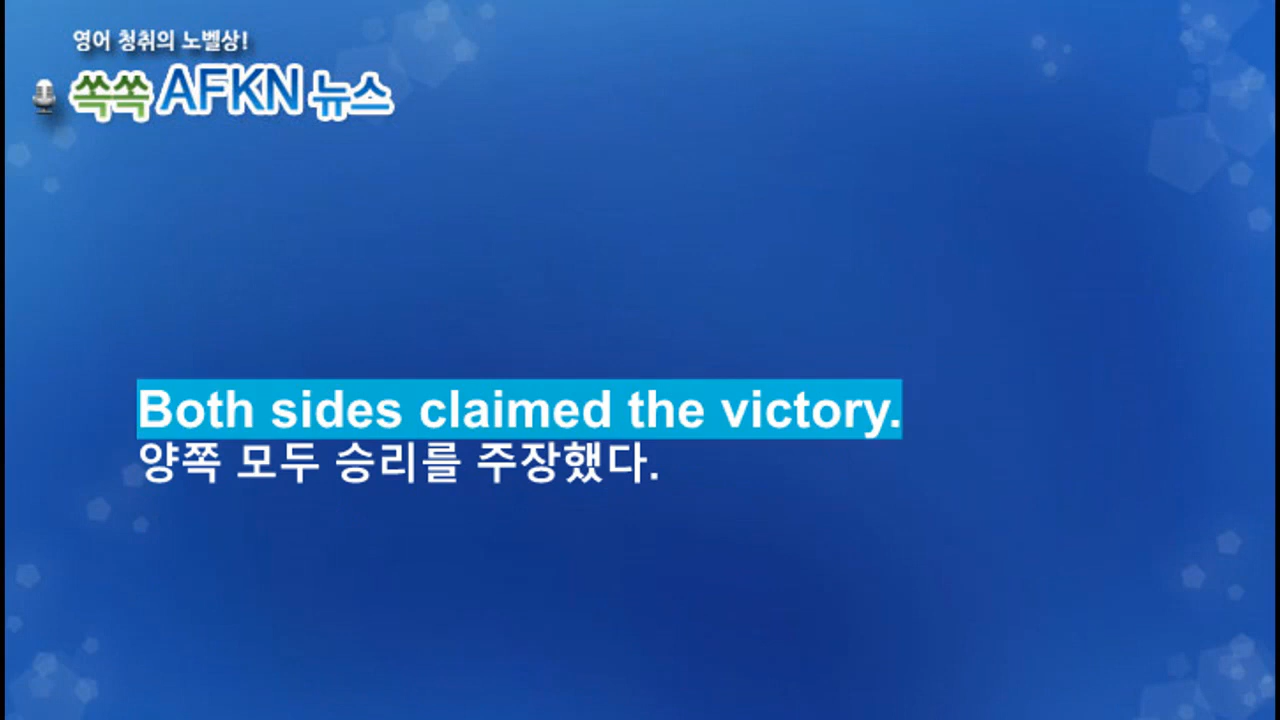 영어 청취의 노벨상!
쏙쏙 AFKN 뉴스
Both sides claimed the victory.
양쪽 모두 승리를 주장했다.